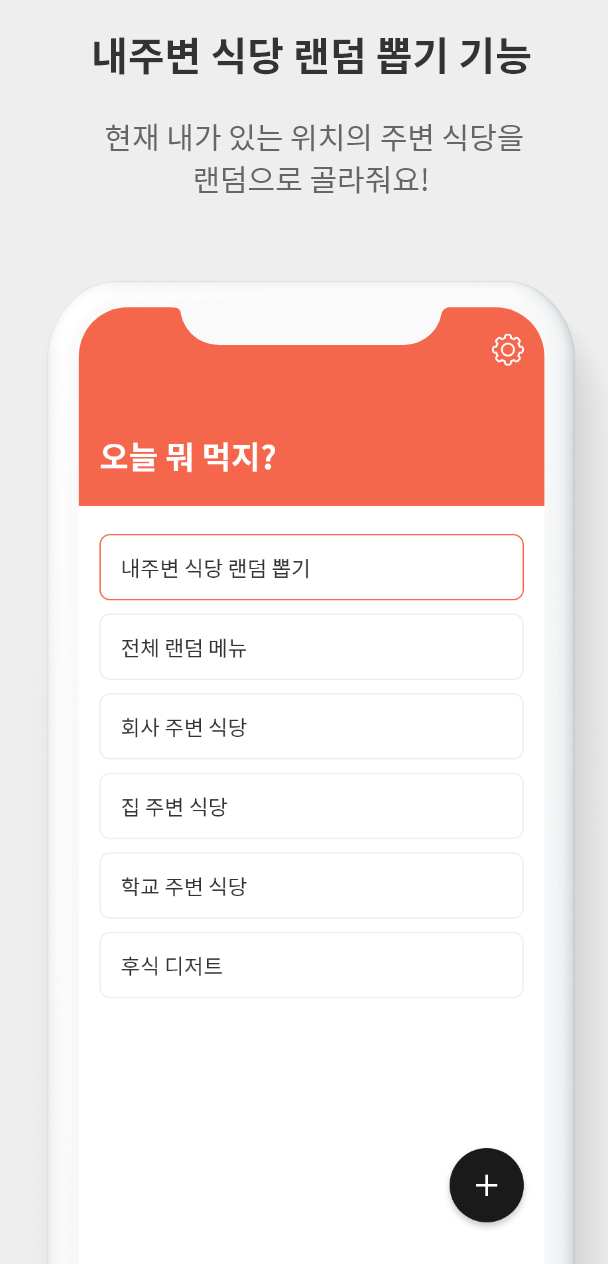 내주변 식당 랜덤 뽑기 기능
현재 내가 있는 위치의 주변 식당을
랜덤으로 골라줘요!
오늘 뭐 먹지?
내주변 식당 랜덤 뽑기
전체 랜덤 메뉴
회사 주변 식당
집 주변 식당
학교 주변 식당
후식 디저트